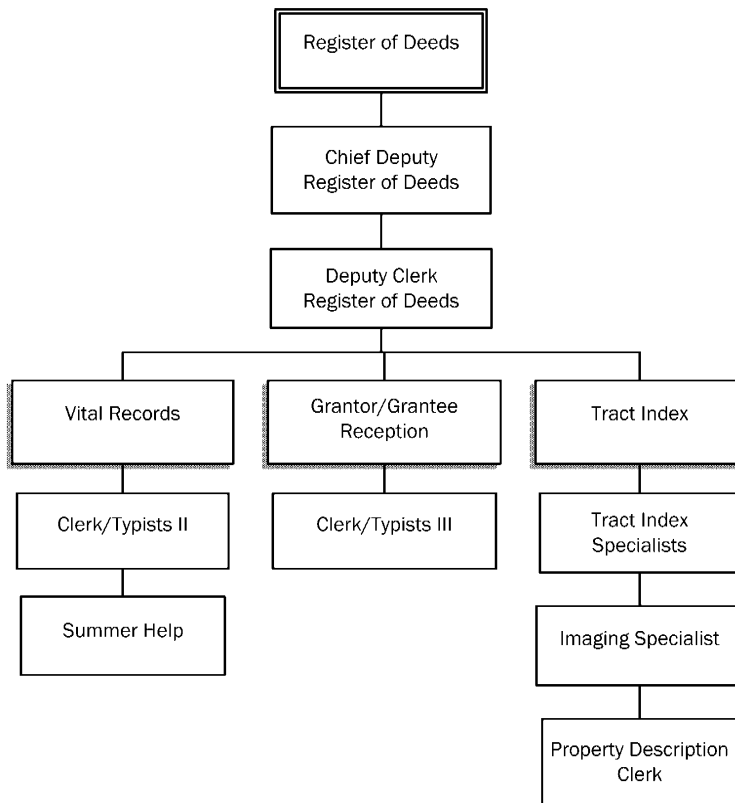 Register of Deeds
Chief Deputy
Register of Deeds
Deputy Clerk
Register of Deeds
Vital Records
Grantor/Grantee
Reception
Tract Index
Clerk/Typists II
Clerk/Typists III
Tract Index
Specialists
Summer Help
Imaging Specialist
Property Description
Clerk